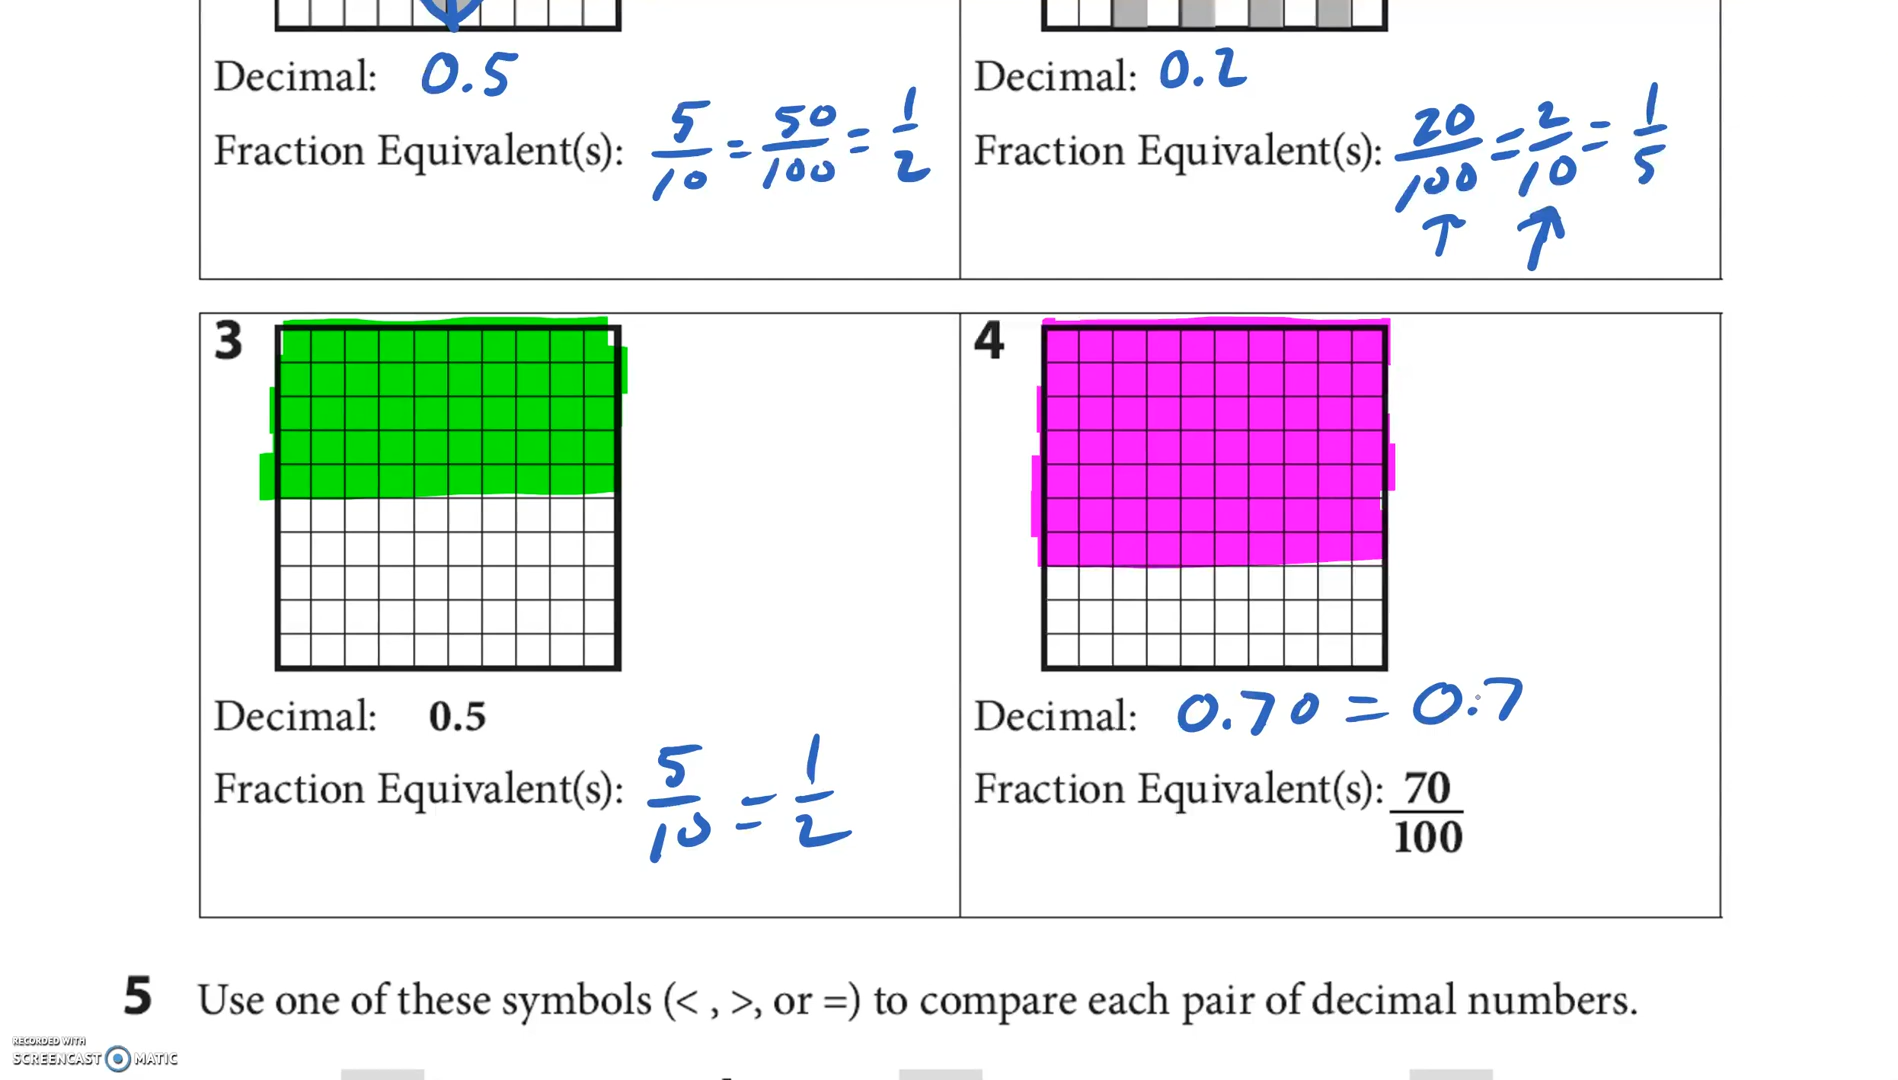 Decimal: 0.5
Fraction Equivalent(s): 5/10 = 50/100 = 1/2
Decimal: 0.2
Fraction Equivalent(s): 20/100 = 2/10 = 1/5
3
Decimal: 0.5
Fraction Equivalent(s): 5/10 = 1/2
4
Decimal: 0.70 = 0.7
Fraction Equivalent(s): 70/100
5 Use one of these symbols (< , >, or =) to compare each pair of decimal numbers.
RECORDED WITH
SCREENCAST MATIC